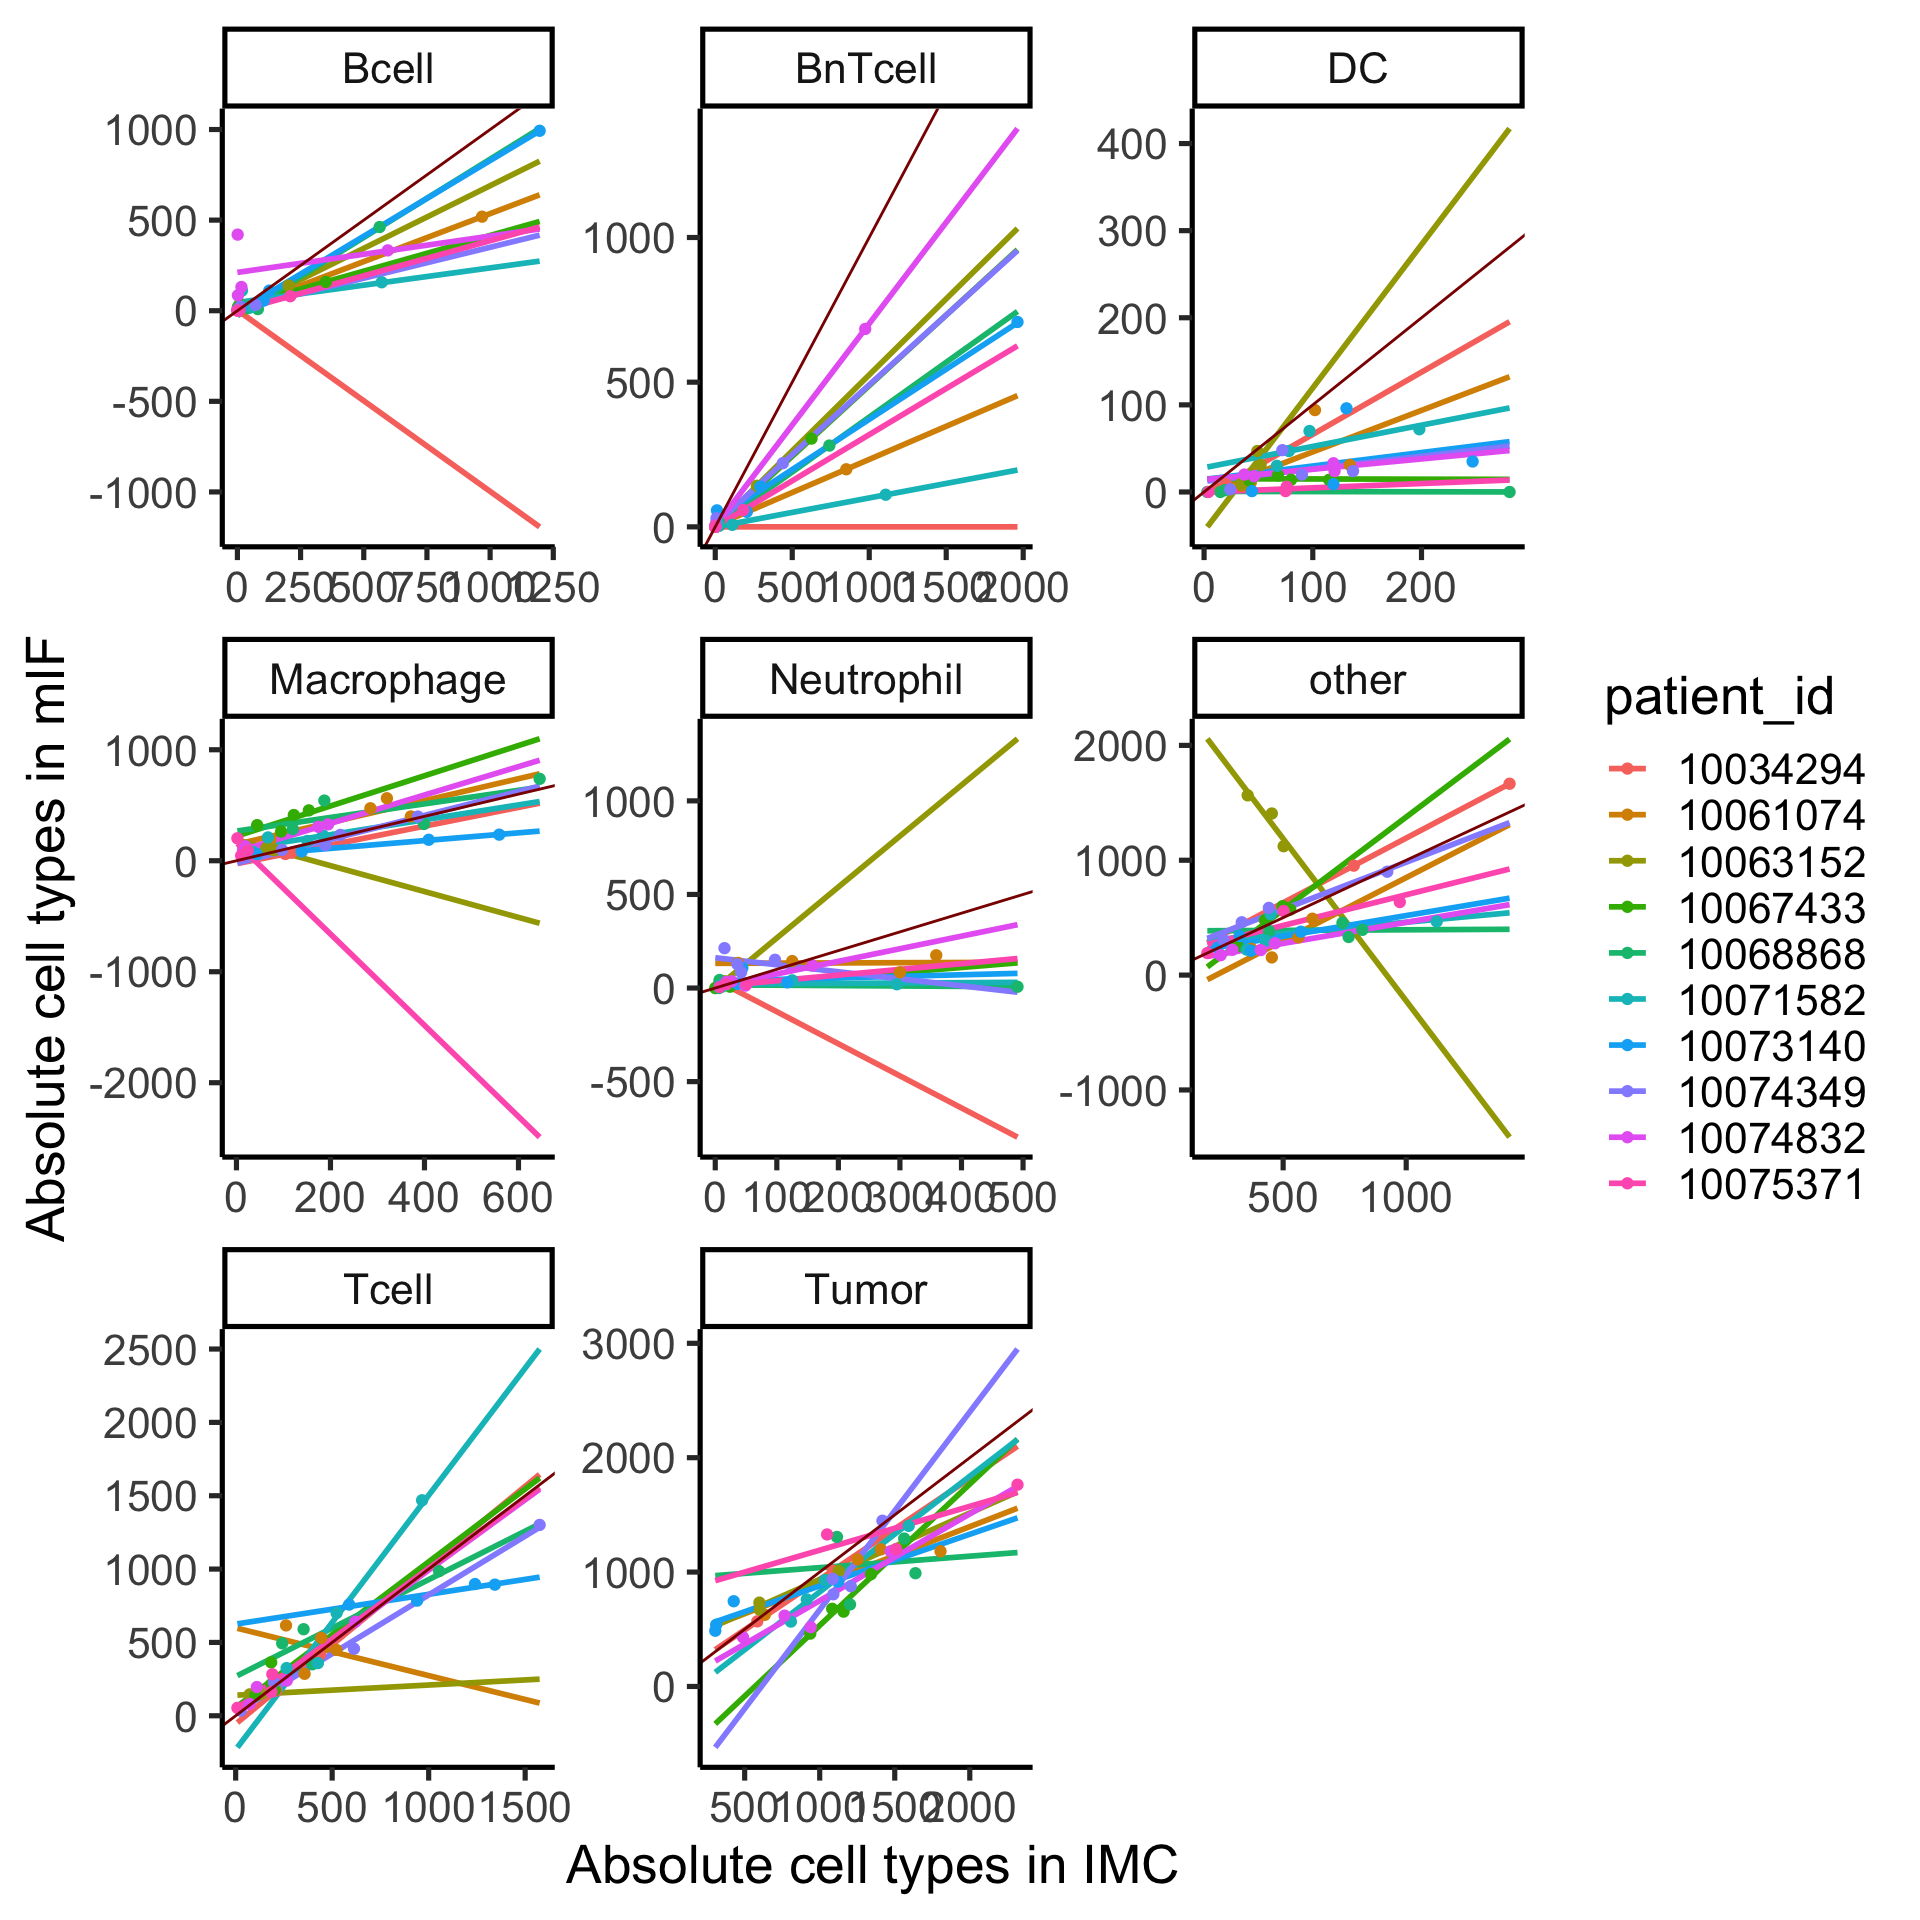 Bcell
BnTcell
DC
1000
500
0
-500
-1000
1000
500
0
400
300
200
100
0
0 250 500 750 1000 1250
0 500 1000 1500 2000
0 100 200
Macrophage
Neutrophil
other
1000
0
-1000
-2000
1000
500
0
-500
2000
1000
0
-1000
0 200 400 600
0 100 200 300 400 500
500 1000
Tcell
Tumor
2500
2000
1500
1000
500
0
3000
2000
1000
0
0 500 1000 1500
500 1000 1500 2000
Absolute cell types in IMC
Absolute cell types in mIF
patient_id
10034294
10061074
10063152
10067433
10068868
10071582
10073140
10074349
10074832
10075371